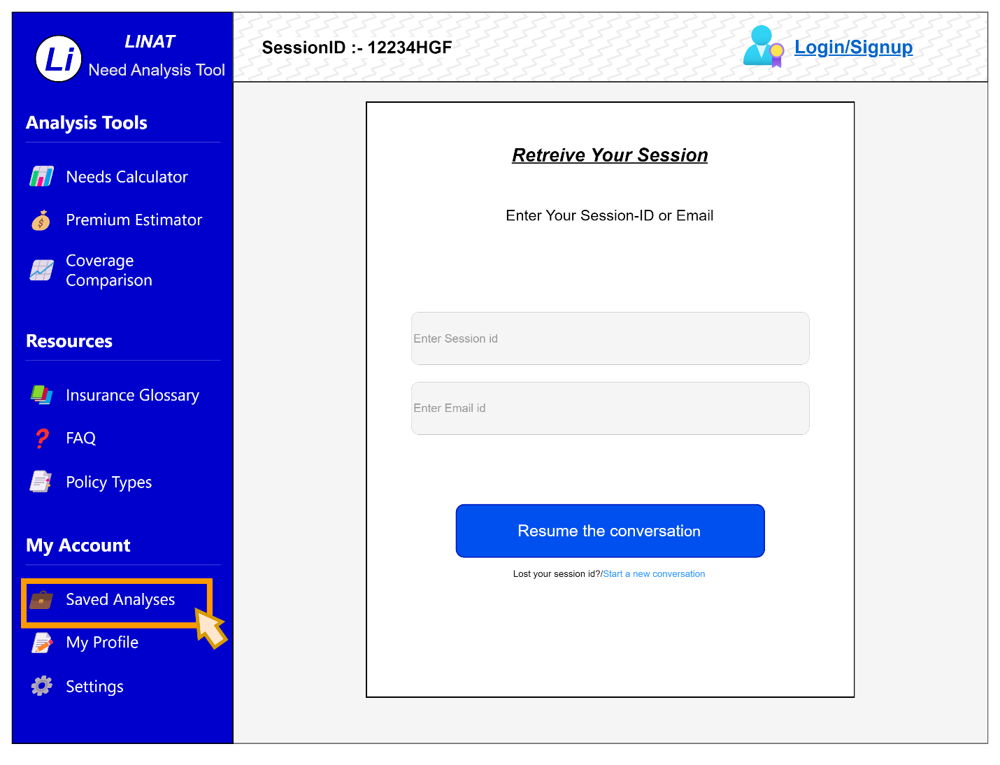 Li
LINAT
Need Analysis Tool
SessionID :- 12234HGF
Login/Signup
Analysis Tools
Needs Calculator
Premium Estimator
Coverage
Comparison
Resources
Insurance Glossary
FAQ
Policy Types
My Account
Saved Analyses
My Profile
Settings
Retreive Your Session
Enter Your Session-ID or Email
Enter Session id
Enter Email id
Resume the conversation
Lost your session id?/Start a new conversation